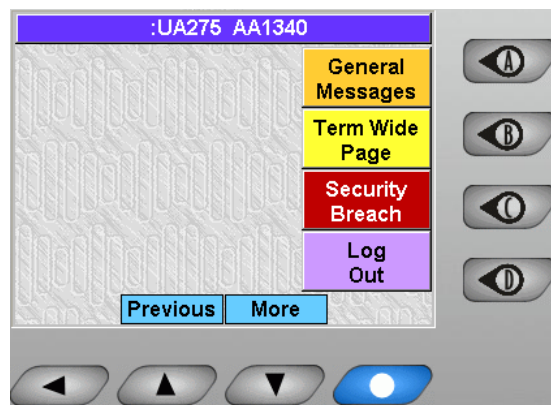 :UA275 AA1340
General
Messages
A
Term Wide
Page
B
Security
Breach
C
Log
Out
D
Previous
More